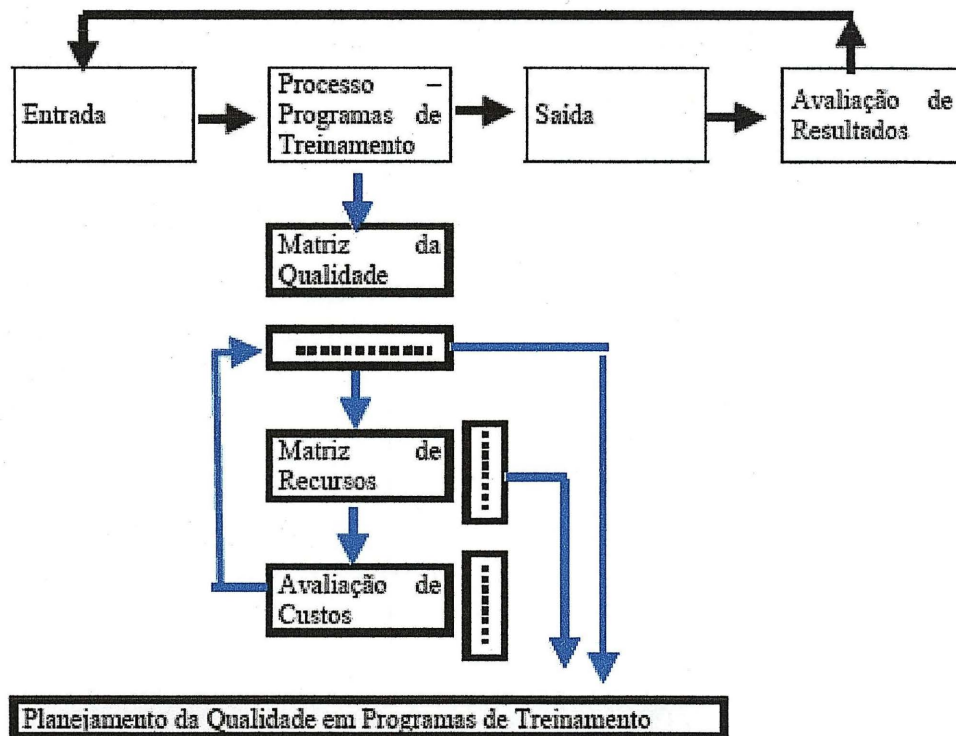 Entrada
Processo –
Programas de
Treinamento
Saída
Avaliação de
Resultados
Matriz da
Qualidade
Matriz de
Recursos
Avaliação de
Custos
Planejamento da Qualidade em Programas de Treinamento